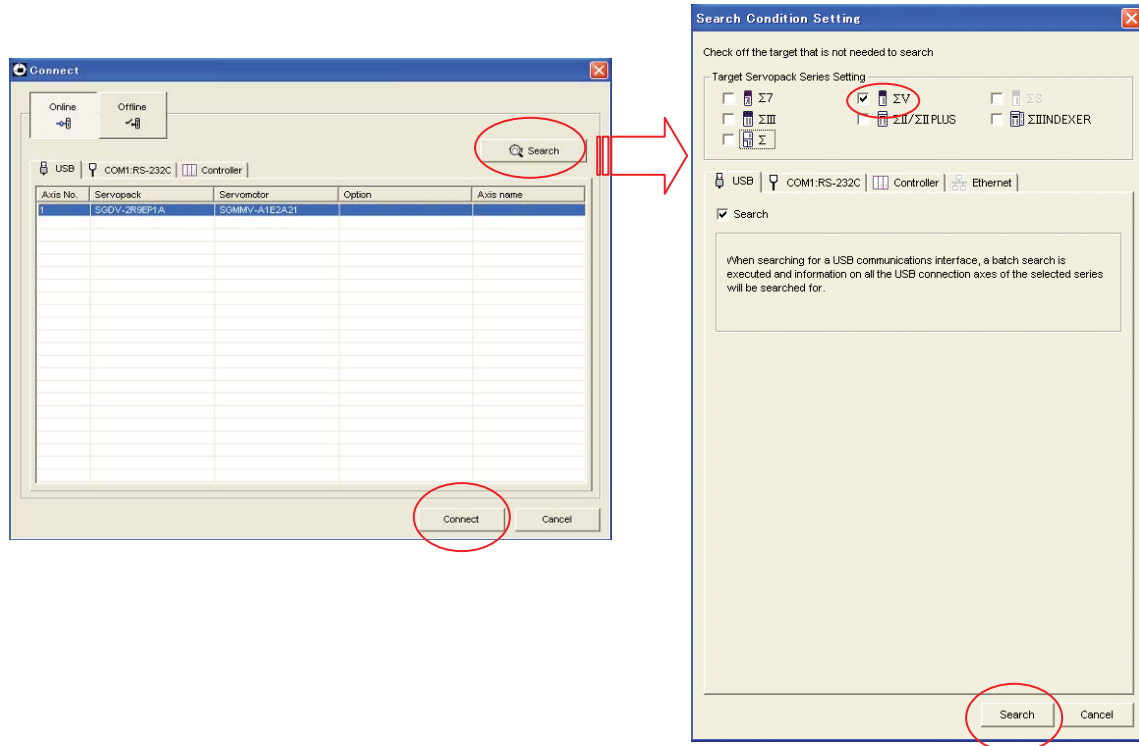 Connect
Online Offline
Search
USB COM1:RS-232C Controller
Axis No. Servopack Servomotor Option Axis name
1 SGDV-2R9EP1A SGMMV-A1E2A21
Connect Cancel
Search Condition Setting
Check off the target that is not needed to search
Target Servopack Series Setting
Σ7 ΣV ΣS
ΣIII ΣII/ΣIIPLUS ΣIIINDEXER
Σ
USB COM1:RS-232C Controller Ethernet
Search
When searching for a USB communications interface, a batch search is
executed and information on all the USB connection axes of the selected series
will be searched for.
Search Cancel